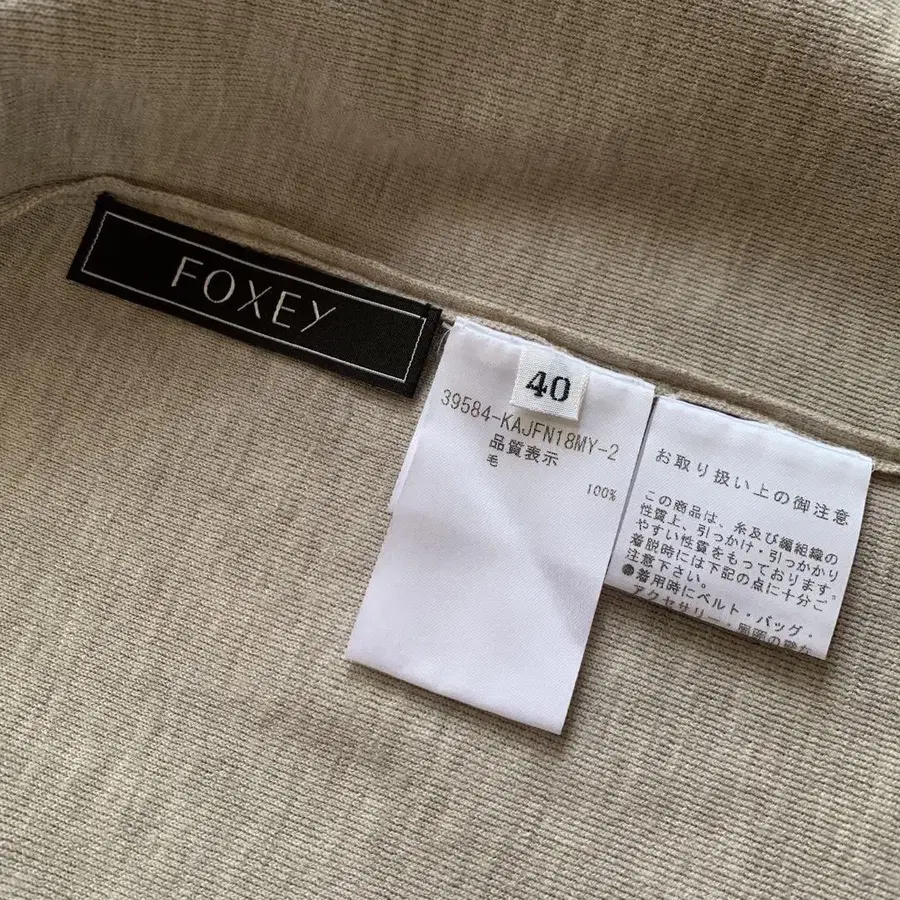 FOXEY
40
39584-KAJFN18MY-2
品質表示
毛
100%
お取り扱い上の御注意
この商品は、糸及び編組織の
性質上、引っかけ・引っかかり
やすい性質をもっております。
着脱時には下記の点に十分ご
注意下さい。
●着用時にベルト・バッグ・
アクセサリー・